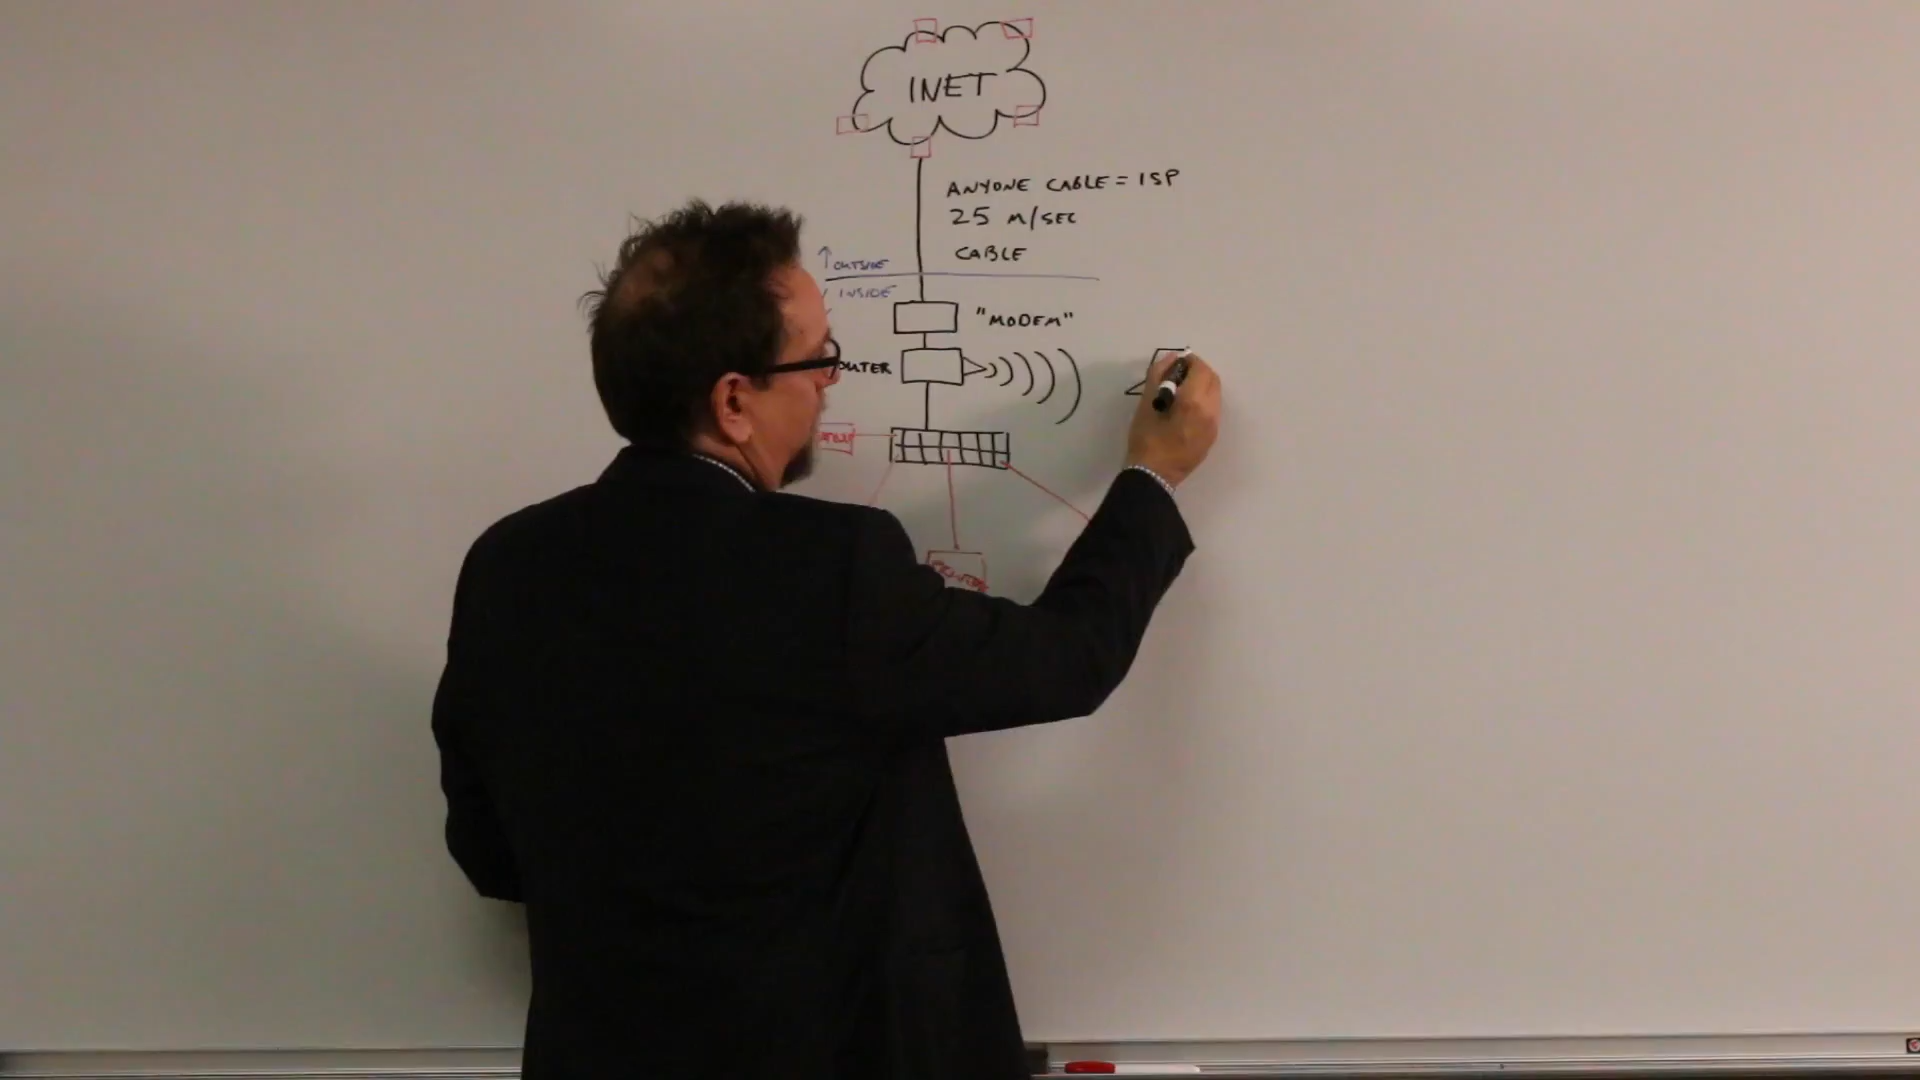 INET
ANYONE CABLE = ISP
25 M/SEC
CABLE
↑ OUTSIDE
INSIDE
"MODEM"
OUTER